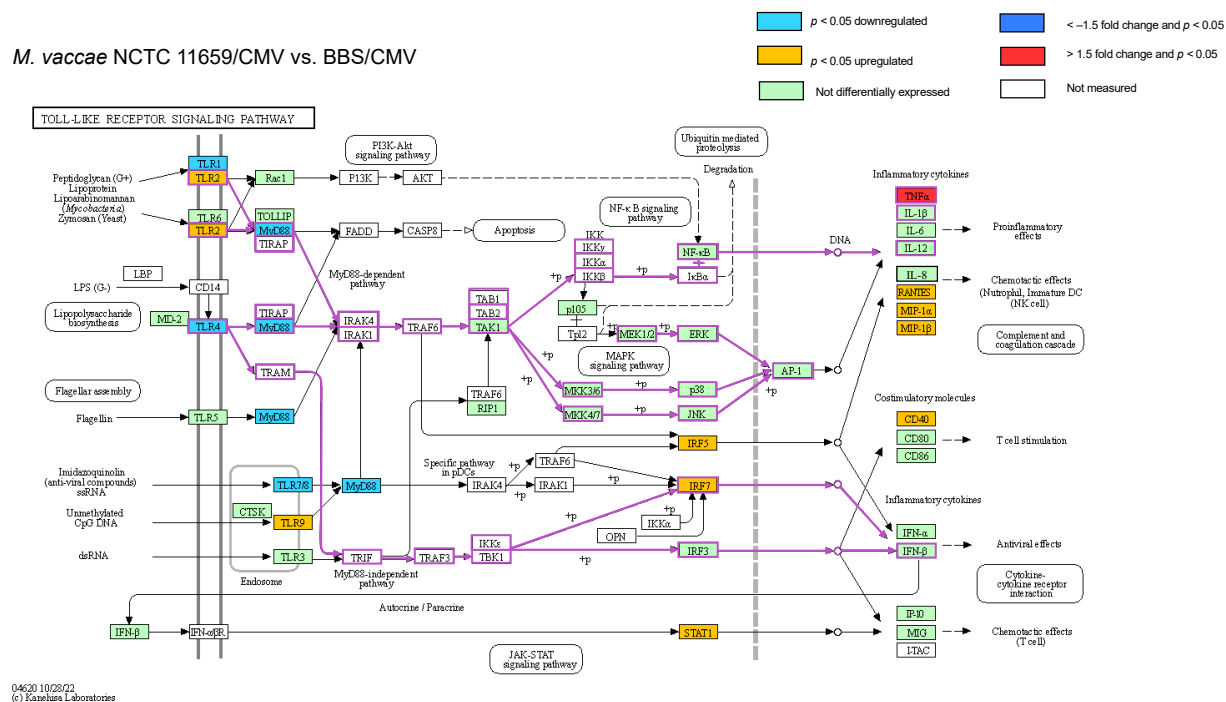 p < 0.05 downregulated
< –1.5 fold change and p < 0.05
M. vaccae NCTC 11659/CMV vs. BBS/CMV
p < 0.05 upregulated
> 1.5 fold change and p < 0.05
Not differentially expressed
Not measured
TOLL-LIKE RECEPTOR SIGNALING PATHWAY
PI3K-Akt
signaling pathway
Ubiquitin mediated
proteolysis
Degradation
Peptidoglycan (G+)
Lipoprotein
Lipoarabinomannan
(Mycobacteria)
Zymosan (Yeast)
TLR1
TLR2
Rac1
P13K
AKT
TLR6
TLR2
TOLLIP
MyD88
TIRAP
FADD
CASP8
Apoptosis
NF-κB signaling
pathway
IKK
IKKγ
IKKα
IKKβ
+p
+p
NF-κB
IκBα
DNA
Inflammatory cytokines
TNFα
IL-1β
IL-6
IL-12
Proinflammatory
effects
LBP
LPS (G-)
CD14
MyD88-dependent
pathway
IL-8
RANTES
MIP-1α
MIP-1β
Chemotactic effects
(Nutrophil, Immature DC
(NK cell)
Complement and
coagulation cascade
Lipopolysaccharide
biosynthesis
MD-2
TLR4
TIRAP
MyD88
IRAK4
IRAK1
TRAF6
TAB1
TAB2
TAK1
p105
Tpl2
MEK1/2
+p
ERK
MAPK
signaling pathway
TRAM
+p
+p
MKK3/6
+p
p38
MKK4/7
+p
JNK
AP-1
+p
Flagellar assembly
Flagellin
TLR5
MyD88
TRAF6
RIP1
Costimulatory molecules
CD40
CD80
CD86
T cell stimulation
IRF5
Imidazoquinolin
(anti-viral compounds)
ssRNA
TLR7/8
MyD88
Specific pathway
in pDCs
+p
TRAF6
IRAK4
+p
IRAK1
+p
IRF7
IKKα
OPN
Unmethylated
CpG DNA
CTSK
TLR9
Inflammatory cytokines
IFN-α
IFN-β
Antiviral effects
dsRNA
TLR3
Endosome
TRIF
TRAF3
IKKε
TBK1
+p
+p
IRF3
MyD88-independent
pathway
Cytokine-
cytokine receptor
interaction
Autocrine / Paracrine
IFN-β
IFN-αβR
STAT1
IP-10
MIG
I-TAC
Chemotactic effects
(T cell)
JAK-STAT
signaling pathway
04620 10/28/22
(c) Kanehisa Laboratories